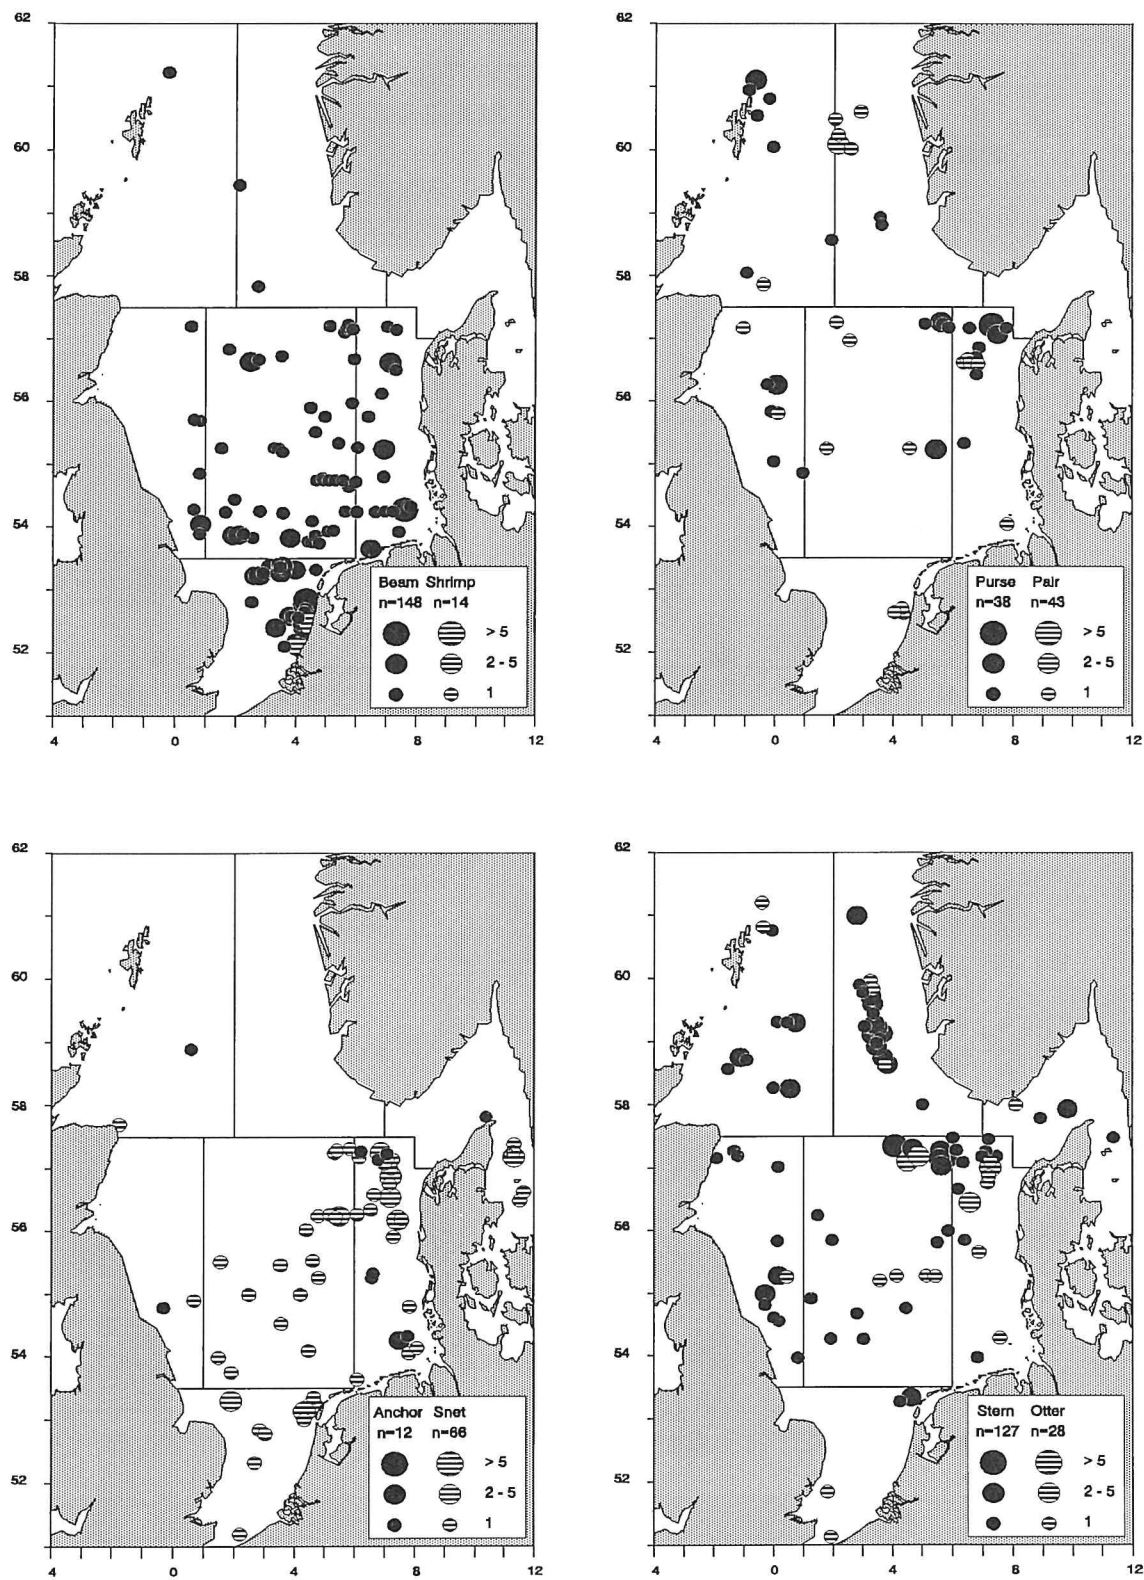 62
60
58
56
54
52
4 0 4 8 12
Beam Shrimp
n=148 n=14
> 5
2 - 5
1
4 0 4 8 12
Purse Pair
n=38 n=43
> 5
2 - 5
1
62
60
58
56
54
52
4 0 4 8 12
Anchor Snet
n=12 n=66
> 5
2 - 5
1
62
60
58
56
54
52
4 0 4 8 12
Stern Otter
n=127 n=28
> 5
2 - 5
1
62
60
58
56
54
52